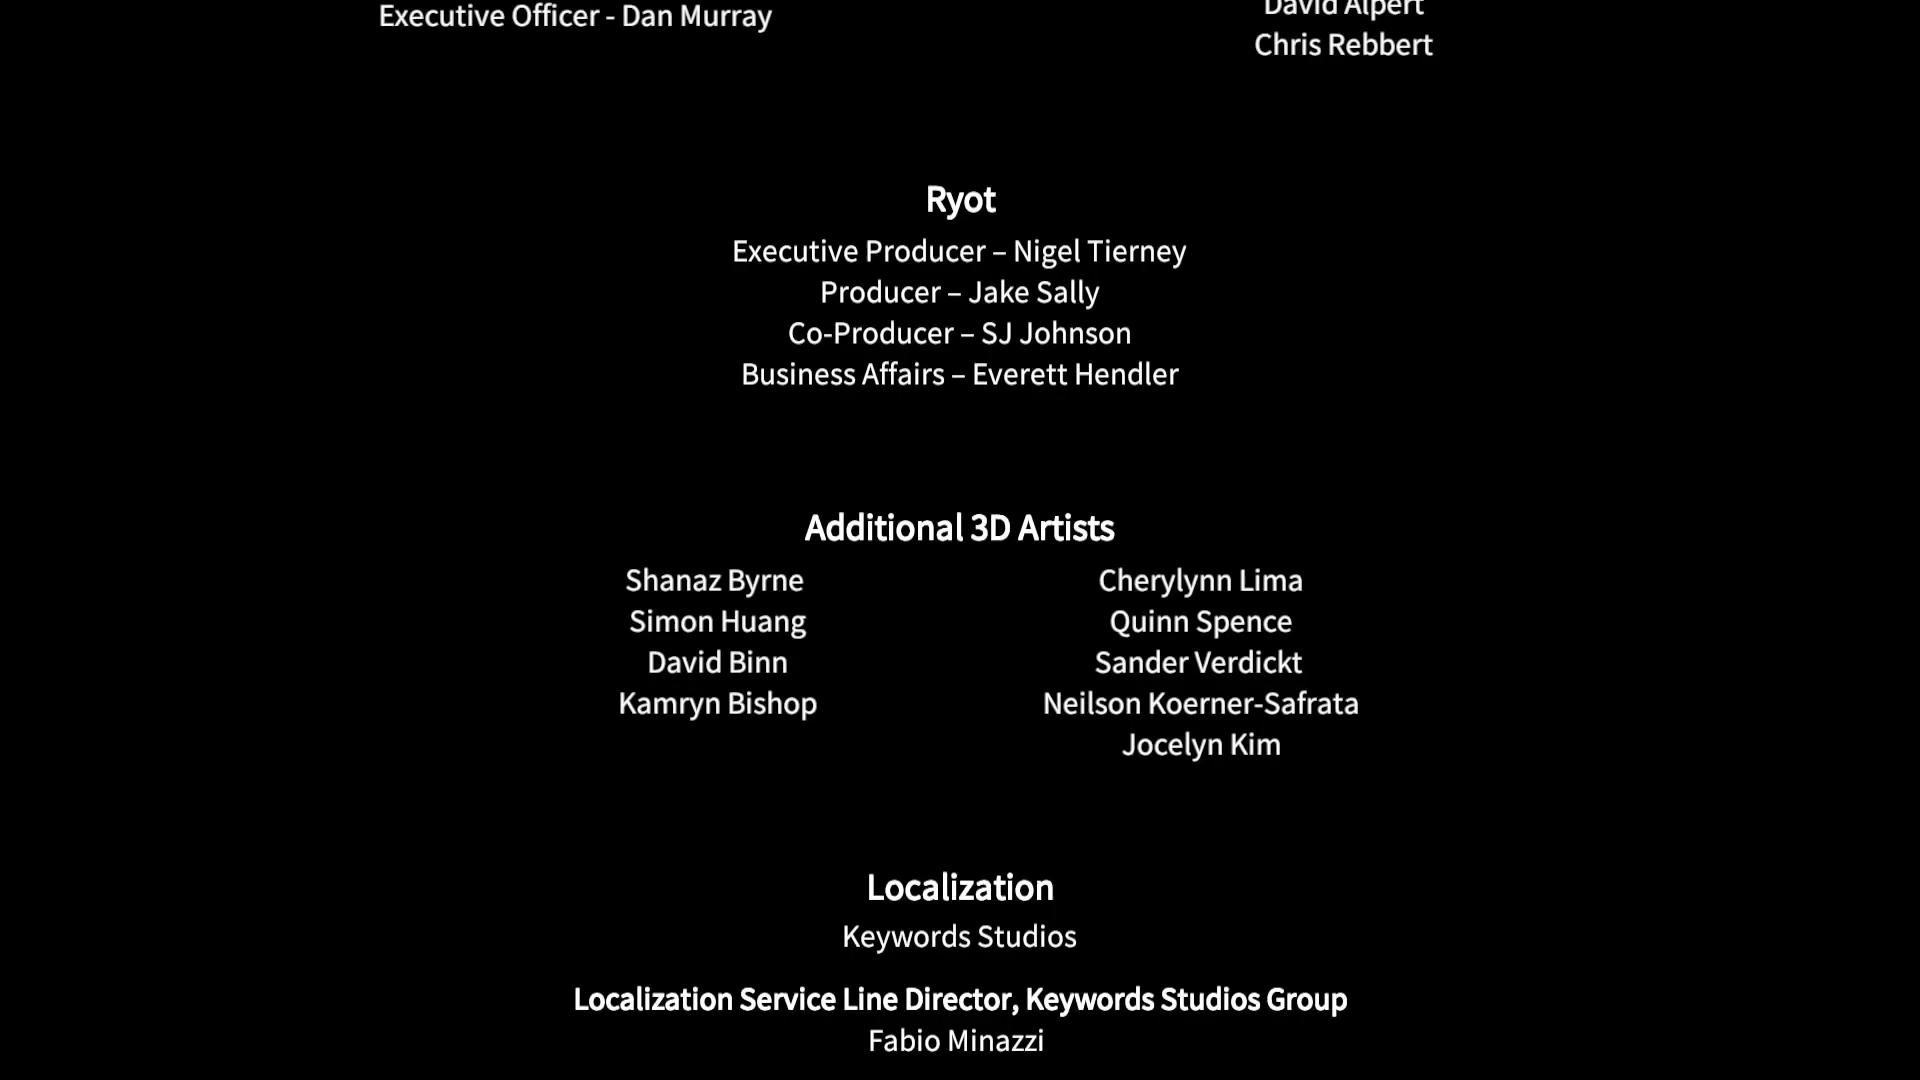 Executive Officer - Dan Murray
David Alpert
Chris Rebbert
Ryot
Executive Producer – Nigel Tierney
Producer – Jake Sally
Co-Producer – SJ Johnson
Business Affairs – Everett Hendler
Additional 3D Artists
Shanaz Byrne
Simon Huang
David Binn
Kamryn Bishop
Cherylynn Lima
Quinn Spence
Sander Verdickt
Neilson Koerner-Safrata
Jocelyn Kim
Localization
Keywords Studios
Localization Service Line Director, Keywords Studios Group
Fabio Minazzi